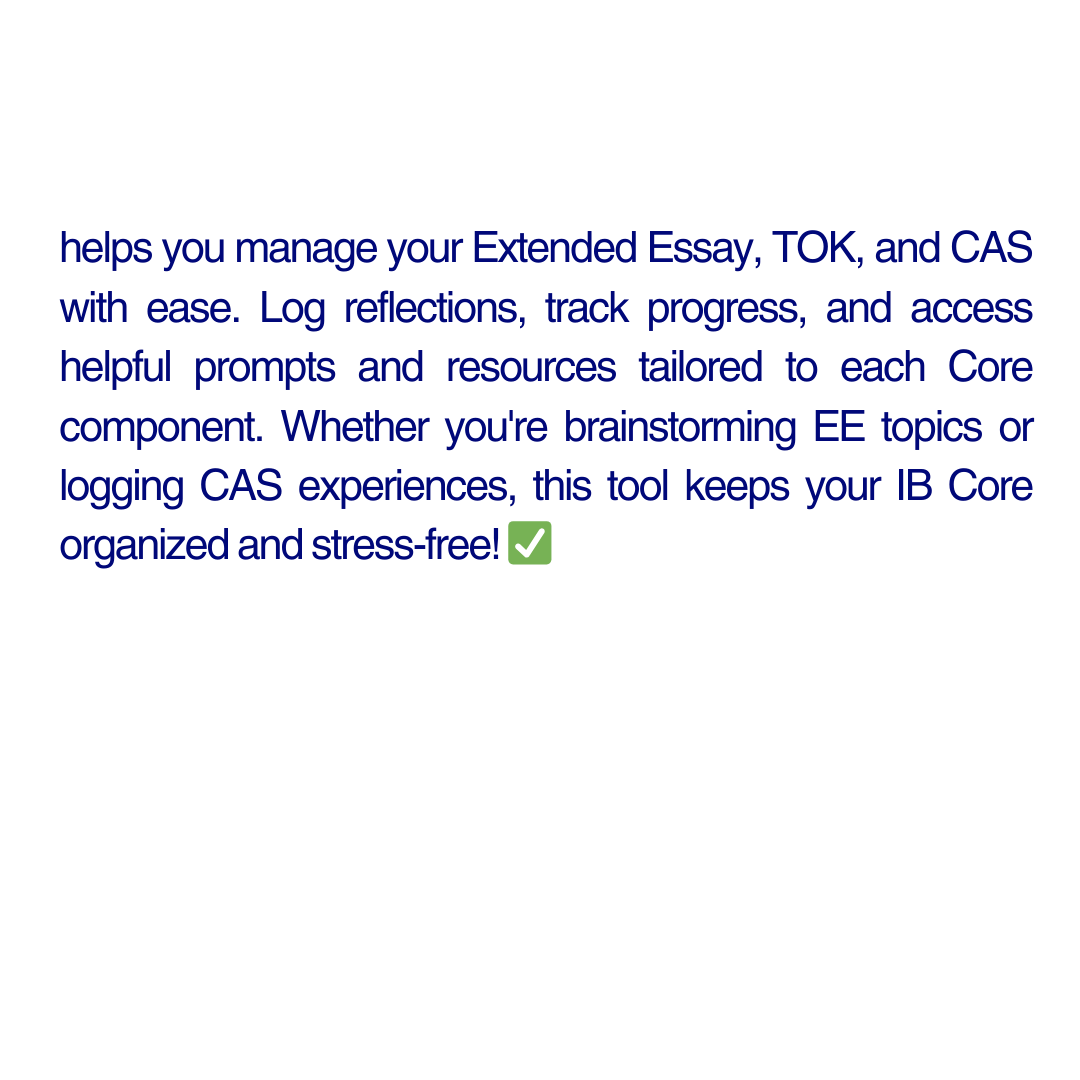 helps you manage your Extended Essay, TOK, and CAS
with ease. Log reflections, track progress, and access
helpful prompts and resources tailored to each Core
component. Whether you're brainstorming EE topics or
logging CAS experiences, this tool keeps your IB Core
organized and stress-free! ✅